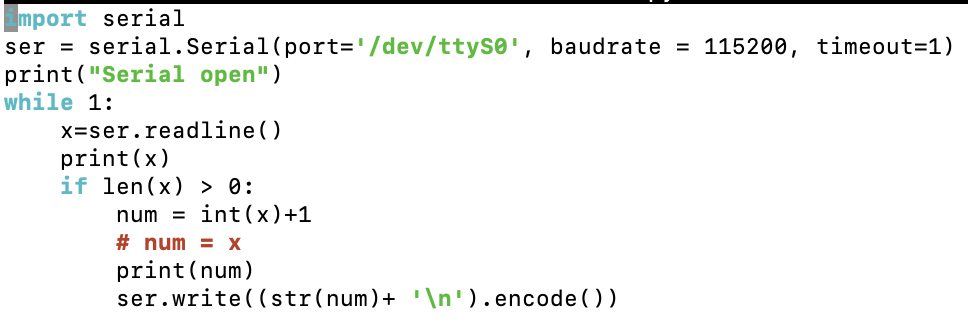 import serial
ser = serial.Serial(port='/dev/ttyS0', baudrate = 115200, timeout=1)
print("Serial open")
while 1:
    x=ser.readline()
    print(x)
    if len(x) > 0:
        num = int(x)+1
        # num = x
        print(num)
        ser.write((str(num)+ '\n').encode())